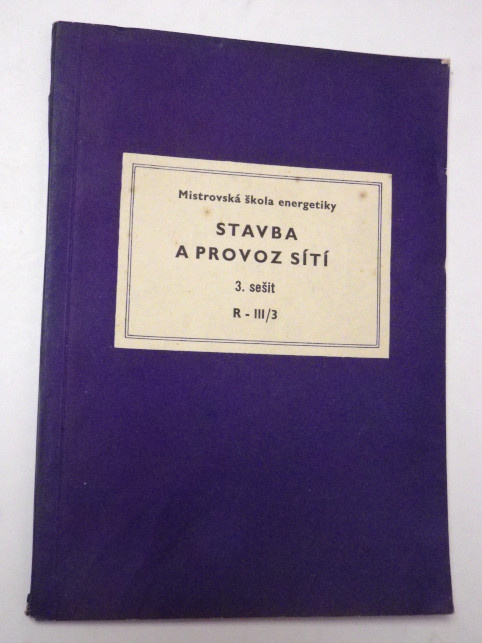 Mistrovská škola energetiky
STAVBA
A PROVOZ SÍTÍ
3. sešit
R - III/3